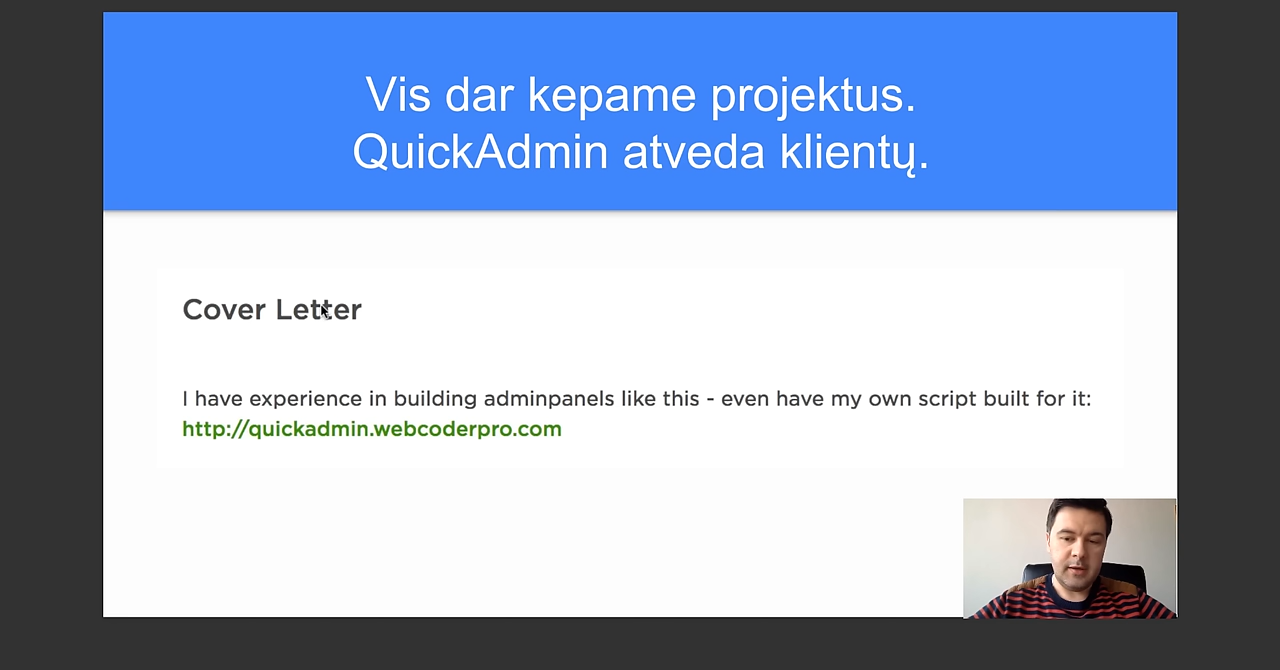 Vis dar kepame projektus.
QuickAdmin atveda klientų.
Cover Letter
I have experience in building adminpanels like this - even have my own script built for it:
http://quickadmin.webcoderpro.com